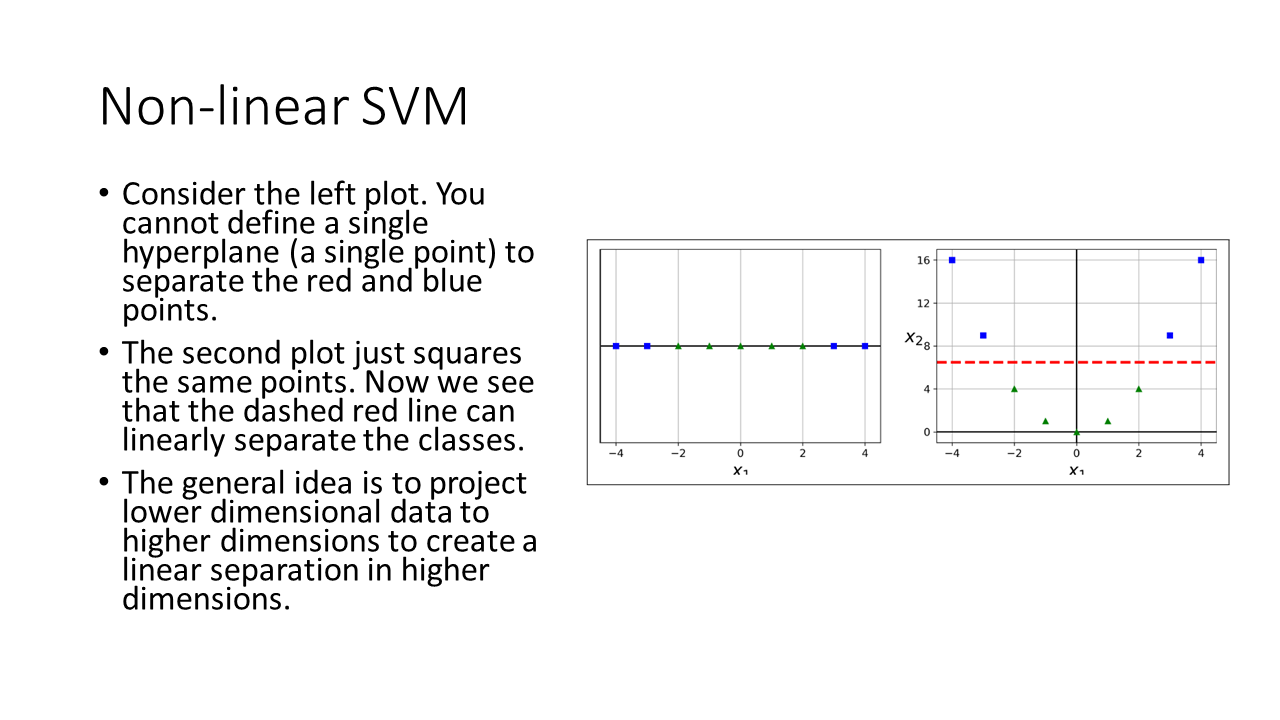 Non-linear SVM
• Consider the left plot. You
cannot define a single
hyperplane (a single point) to
separate the red and blue
points.
• The second plot just squares
the same points. Now we see
that the dashed red line can
linearly separate the classes.
• The general idea is to project
lower dimensional data to
higher dimensions to create a
linear separation in higher
dimensions.
−4 −2 0 2 4
x₁
16
12
x₂ 8
4
0
−4 −2 0 2 4
x₁